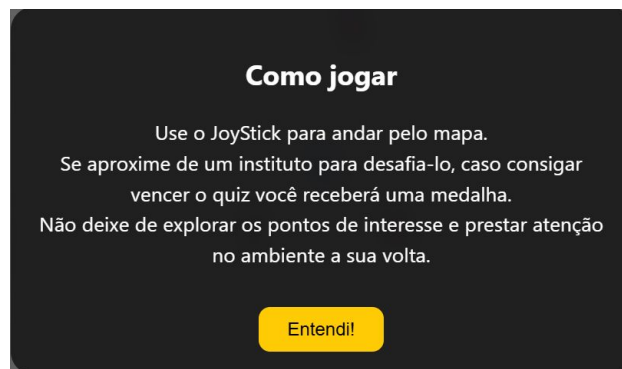 Como jogar
Use o JoyStick para andar pelo mapa.
Se aproxime de um instituto para desafia-lo, caso consigar
vencer o quiz você receberá uma medalha.
Não deixe de explorar os pontos de interesse e prestar atenção
no ambiente a sua volta.
Entendi!